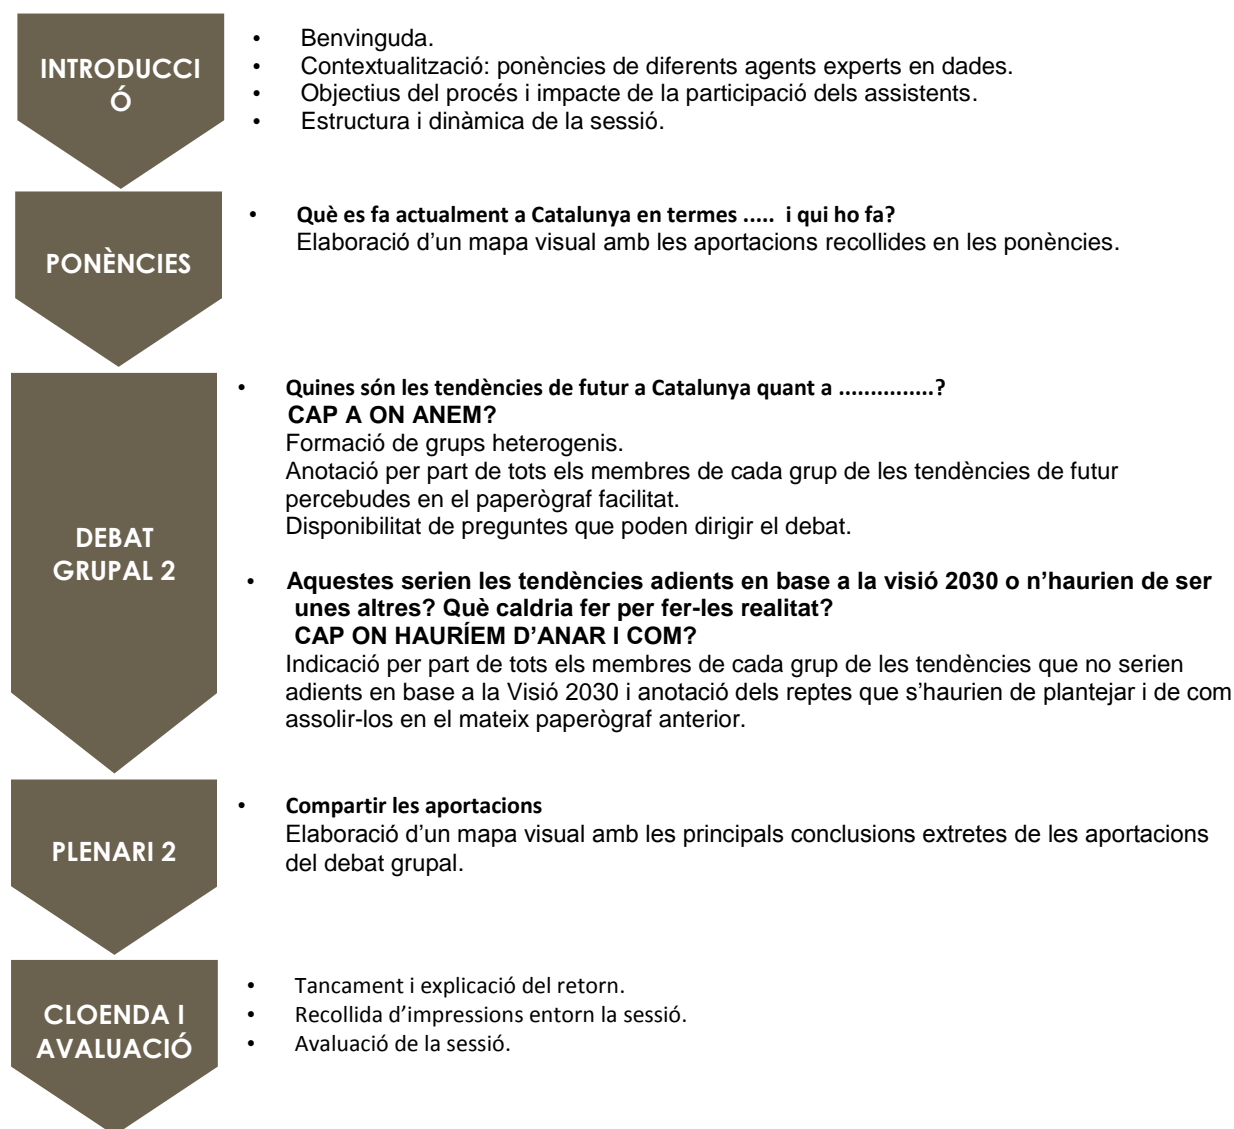 INTRODUCCI
Ó
• Benvinguda.
• Contextualització: ponències de diferents agents experts en dades.
• Objectius del procés i impacte de la participació dels assistents.
• Estructura i dinàmica de la sessió.
PONÈNCIES
• Què es fa actualment a Catalunya en termes ..... i qui ho fa?
Elaboració d’un mapa visual amb les aportacions recollides en les ponències.
DEBAT
GRUPAL 2
• Quines són les tendències de futur a Catalunya quant a ...............?
CAP A ON ANEM?
Formació de grups heterogenis.
Anotació per part de tots els membres de cada grup de les tendències de futur
percebudes en el paperògraf facilitat.
Disponibilitat de preguntes que poden dirigir el debat.
• Aquestes serien les tendències adients en base a la visió 2030 o n’haurien de ser
unes altres? Què caldria fer per fer-les realitat?
CAP ON HAURÍEM D’ANAR I COM?
Indicació per part de tots els membres de cada grup de les tendències que no serien
adients en base a la Visió 2030 i anotació dels reptes que s’haurien de plantejar i de com
assolir-los en el mateix paperògraf anterior.
PLENARI 2
• Compartir les aportacions
Elaboració d’un mapa visual amb les principals conclusions extretes de les aportacions
del debat grupal.
CLOENDA I
AVALUACIÓ
• Tancament i explicació del retorn.
• Recollida d’impressions entorn la sessió.
• Avaluació de la sessió.